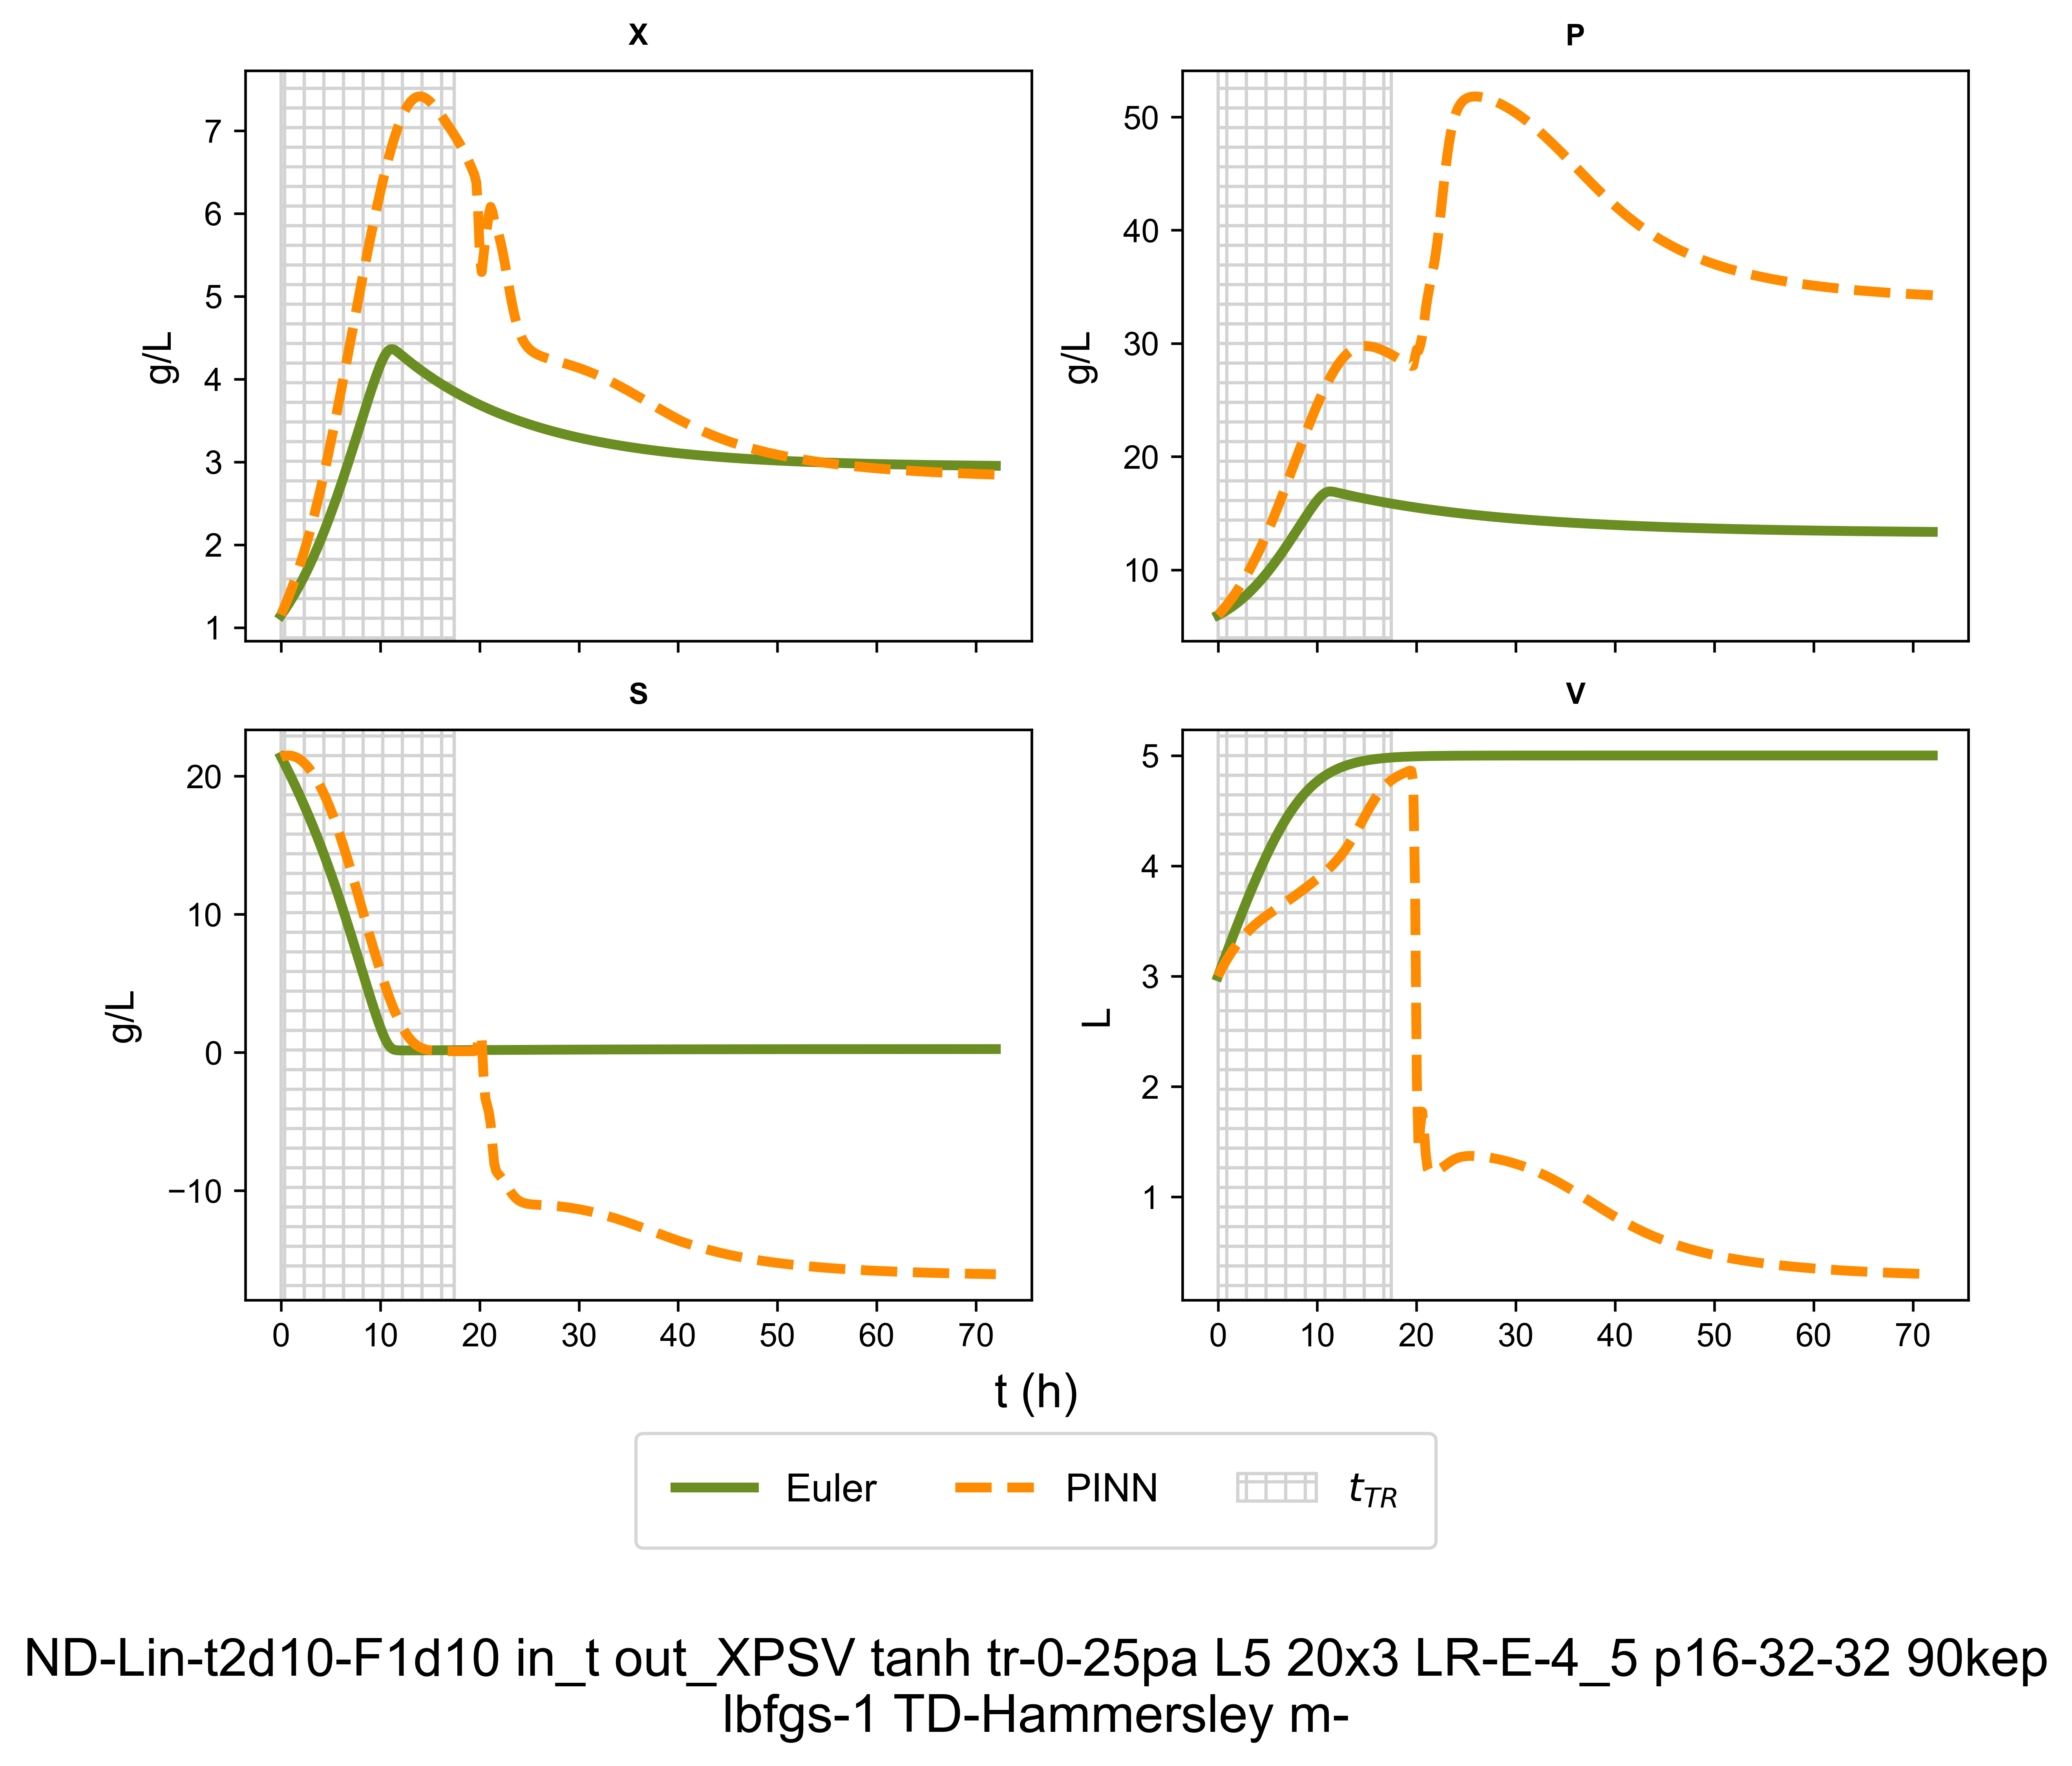 X
P
7
6
5
4
3
2
1
g/L
50
40
30
20
10
g/L
S
V
20
10
0
−10
g/L
5
4
3
2
1
L
0 10 20 30 40 50 60 70
0 10 20 30 40 50 60 70
t (h)
Euler PINN t_TR
ND-Lin-t2d10-F1d10 in_t out_XPSV tanh tr-0-25pa L5 20x3 LR-E-4_5 p16-32-32 90kep
lbfgs-1 TD-Hammersley m-